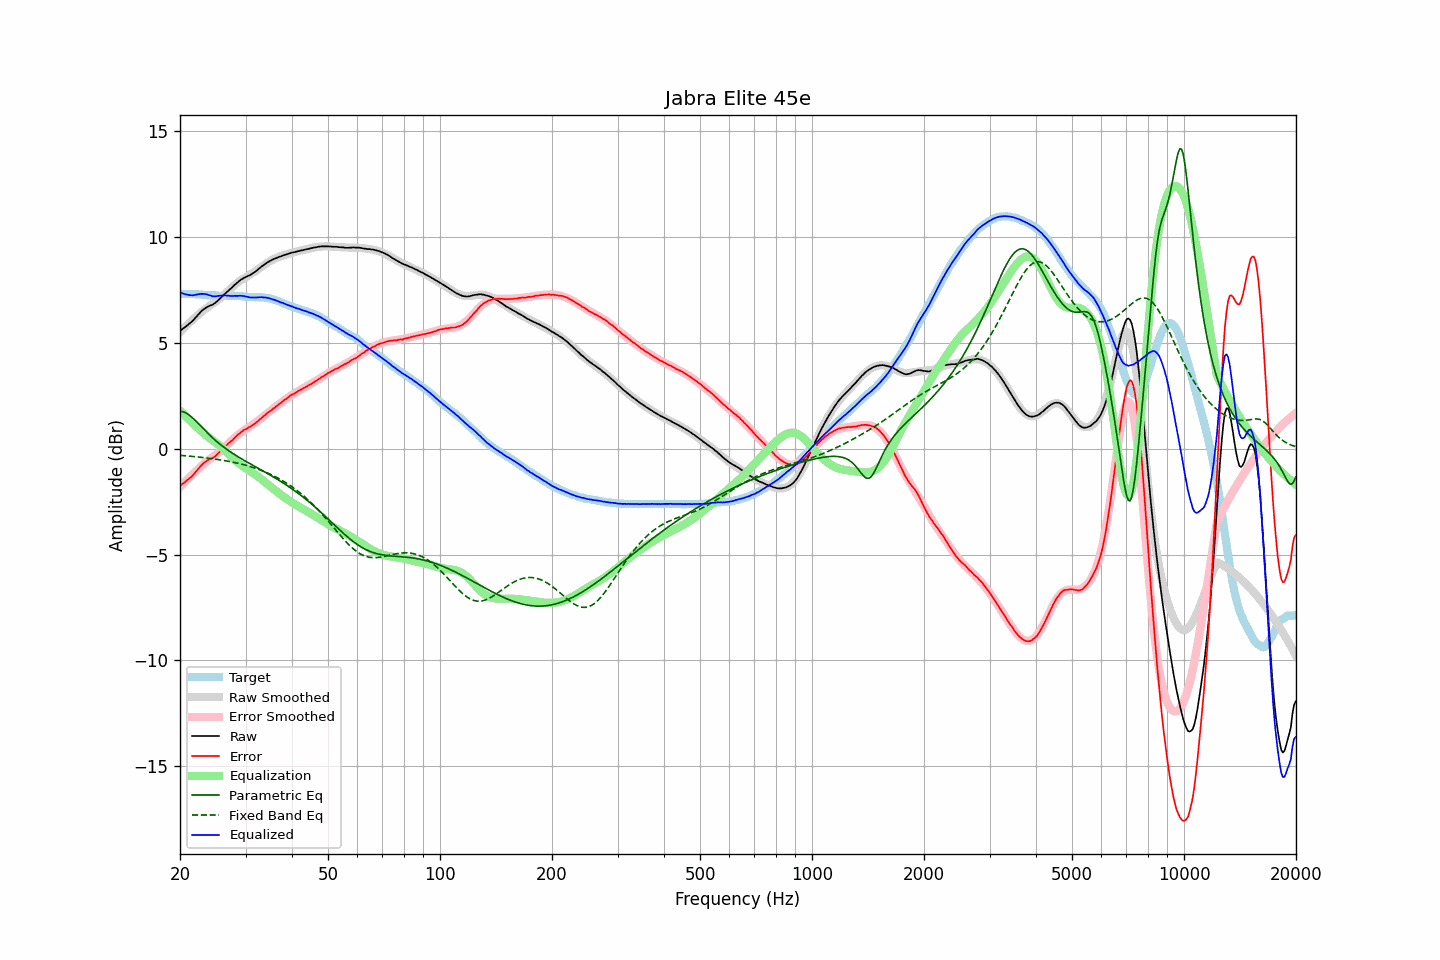 Jabra Elite 45e
Amplitude (dBr)
15
10
5
0
−5
−10
−15
Target
Raw Smoothed
Error Smoothed
Raw
Error
Equalization
Parametric Eq
Fixed Band Eq
Equalized
20
50
100
200
500
1000
2000
5000
10000
20000
Frequency (Hz)